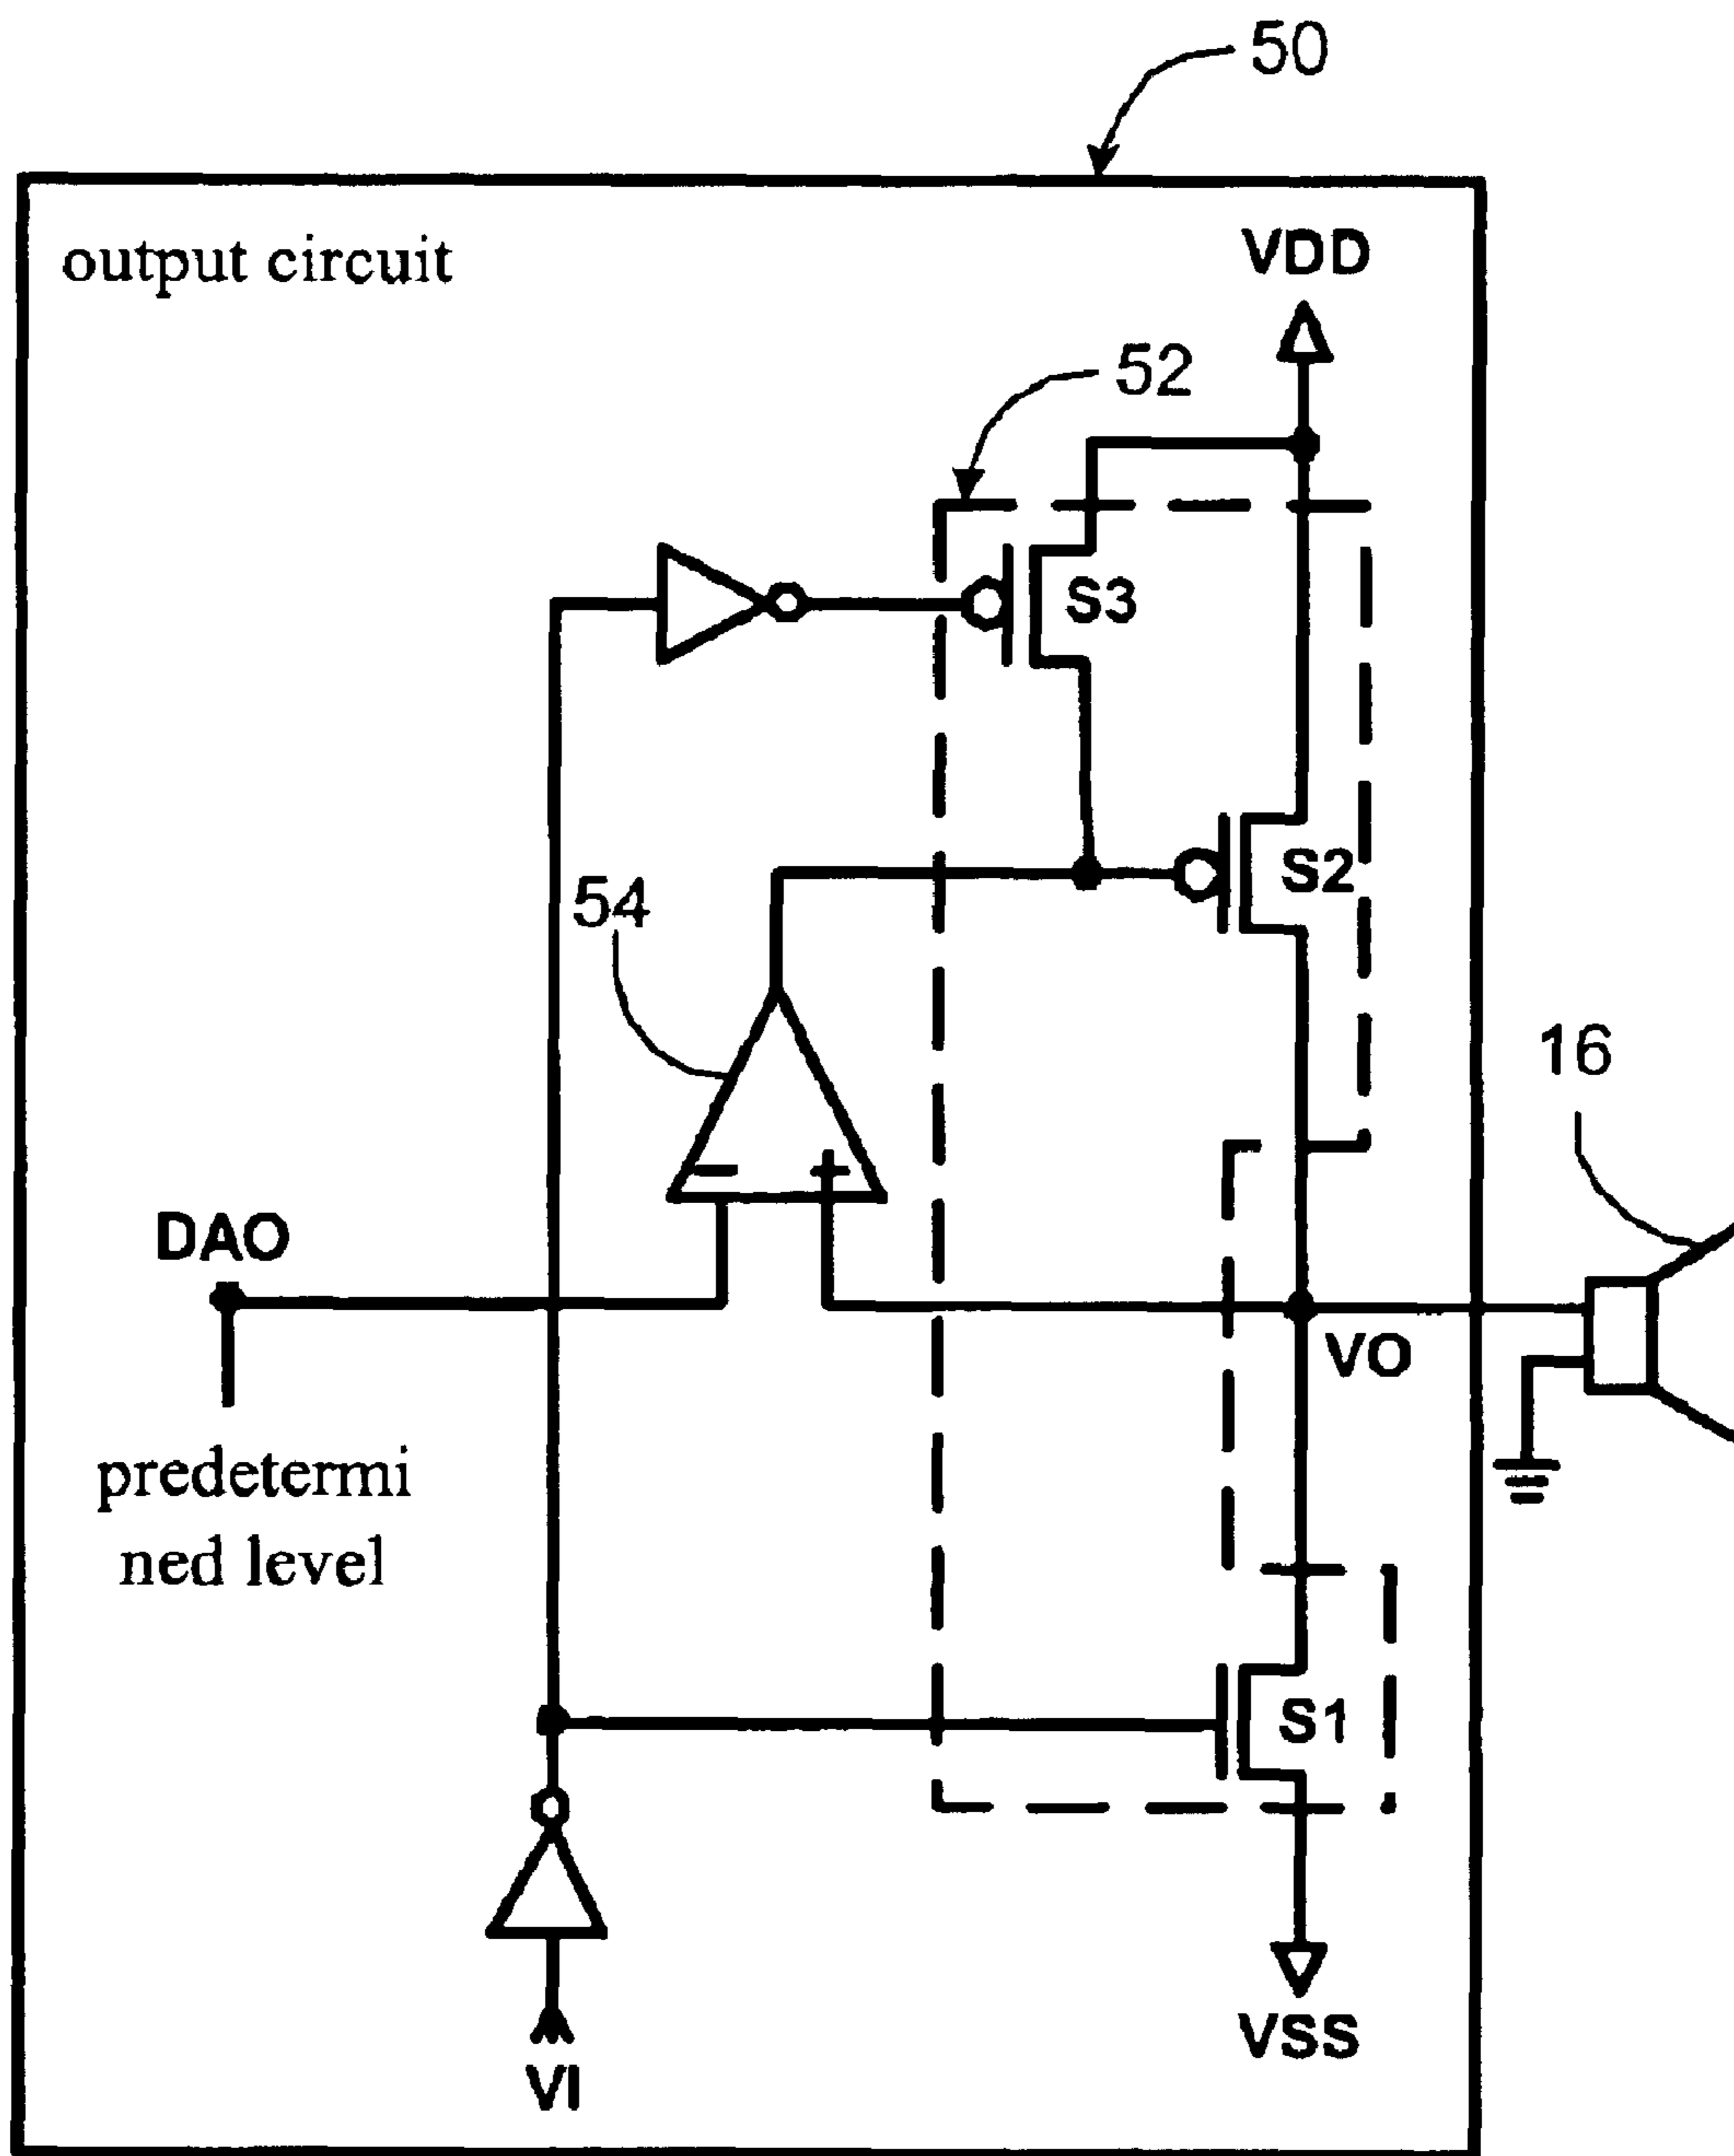 50
output circuit
VDD
52
S3
S2
54
16
DAO
VO
predetermi
ned level
S1
VSS
VI